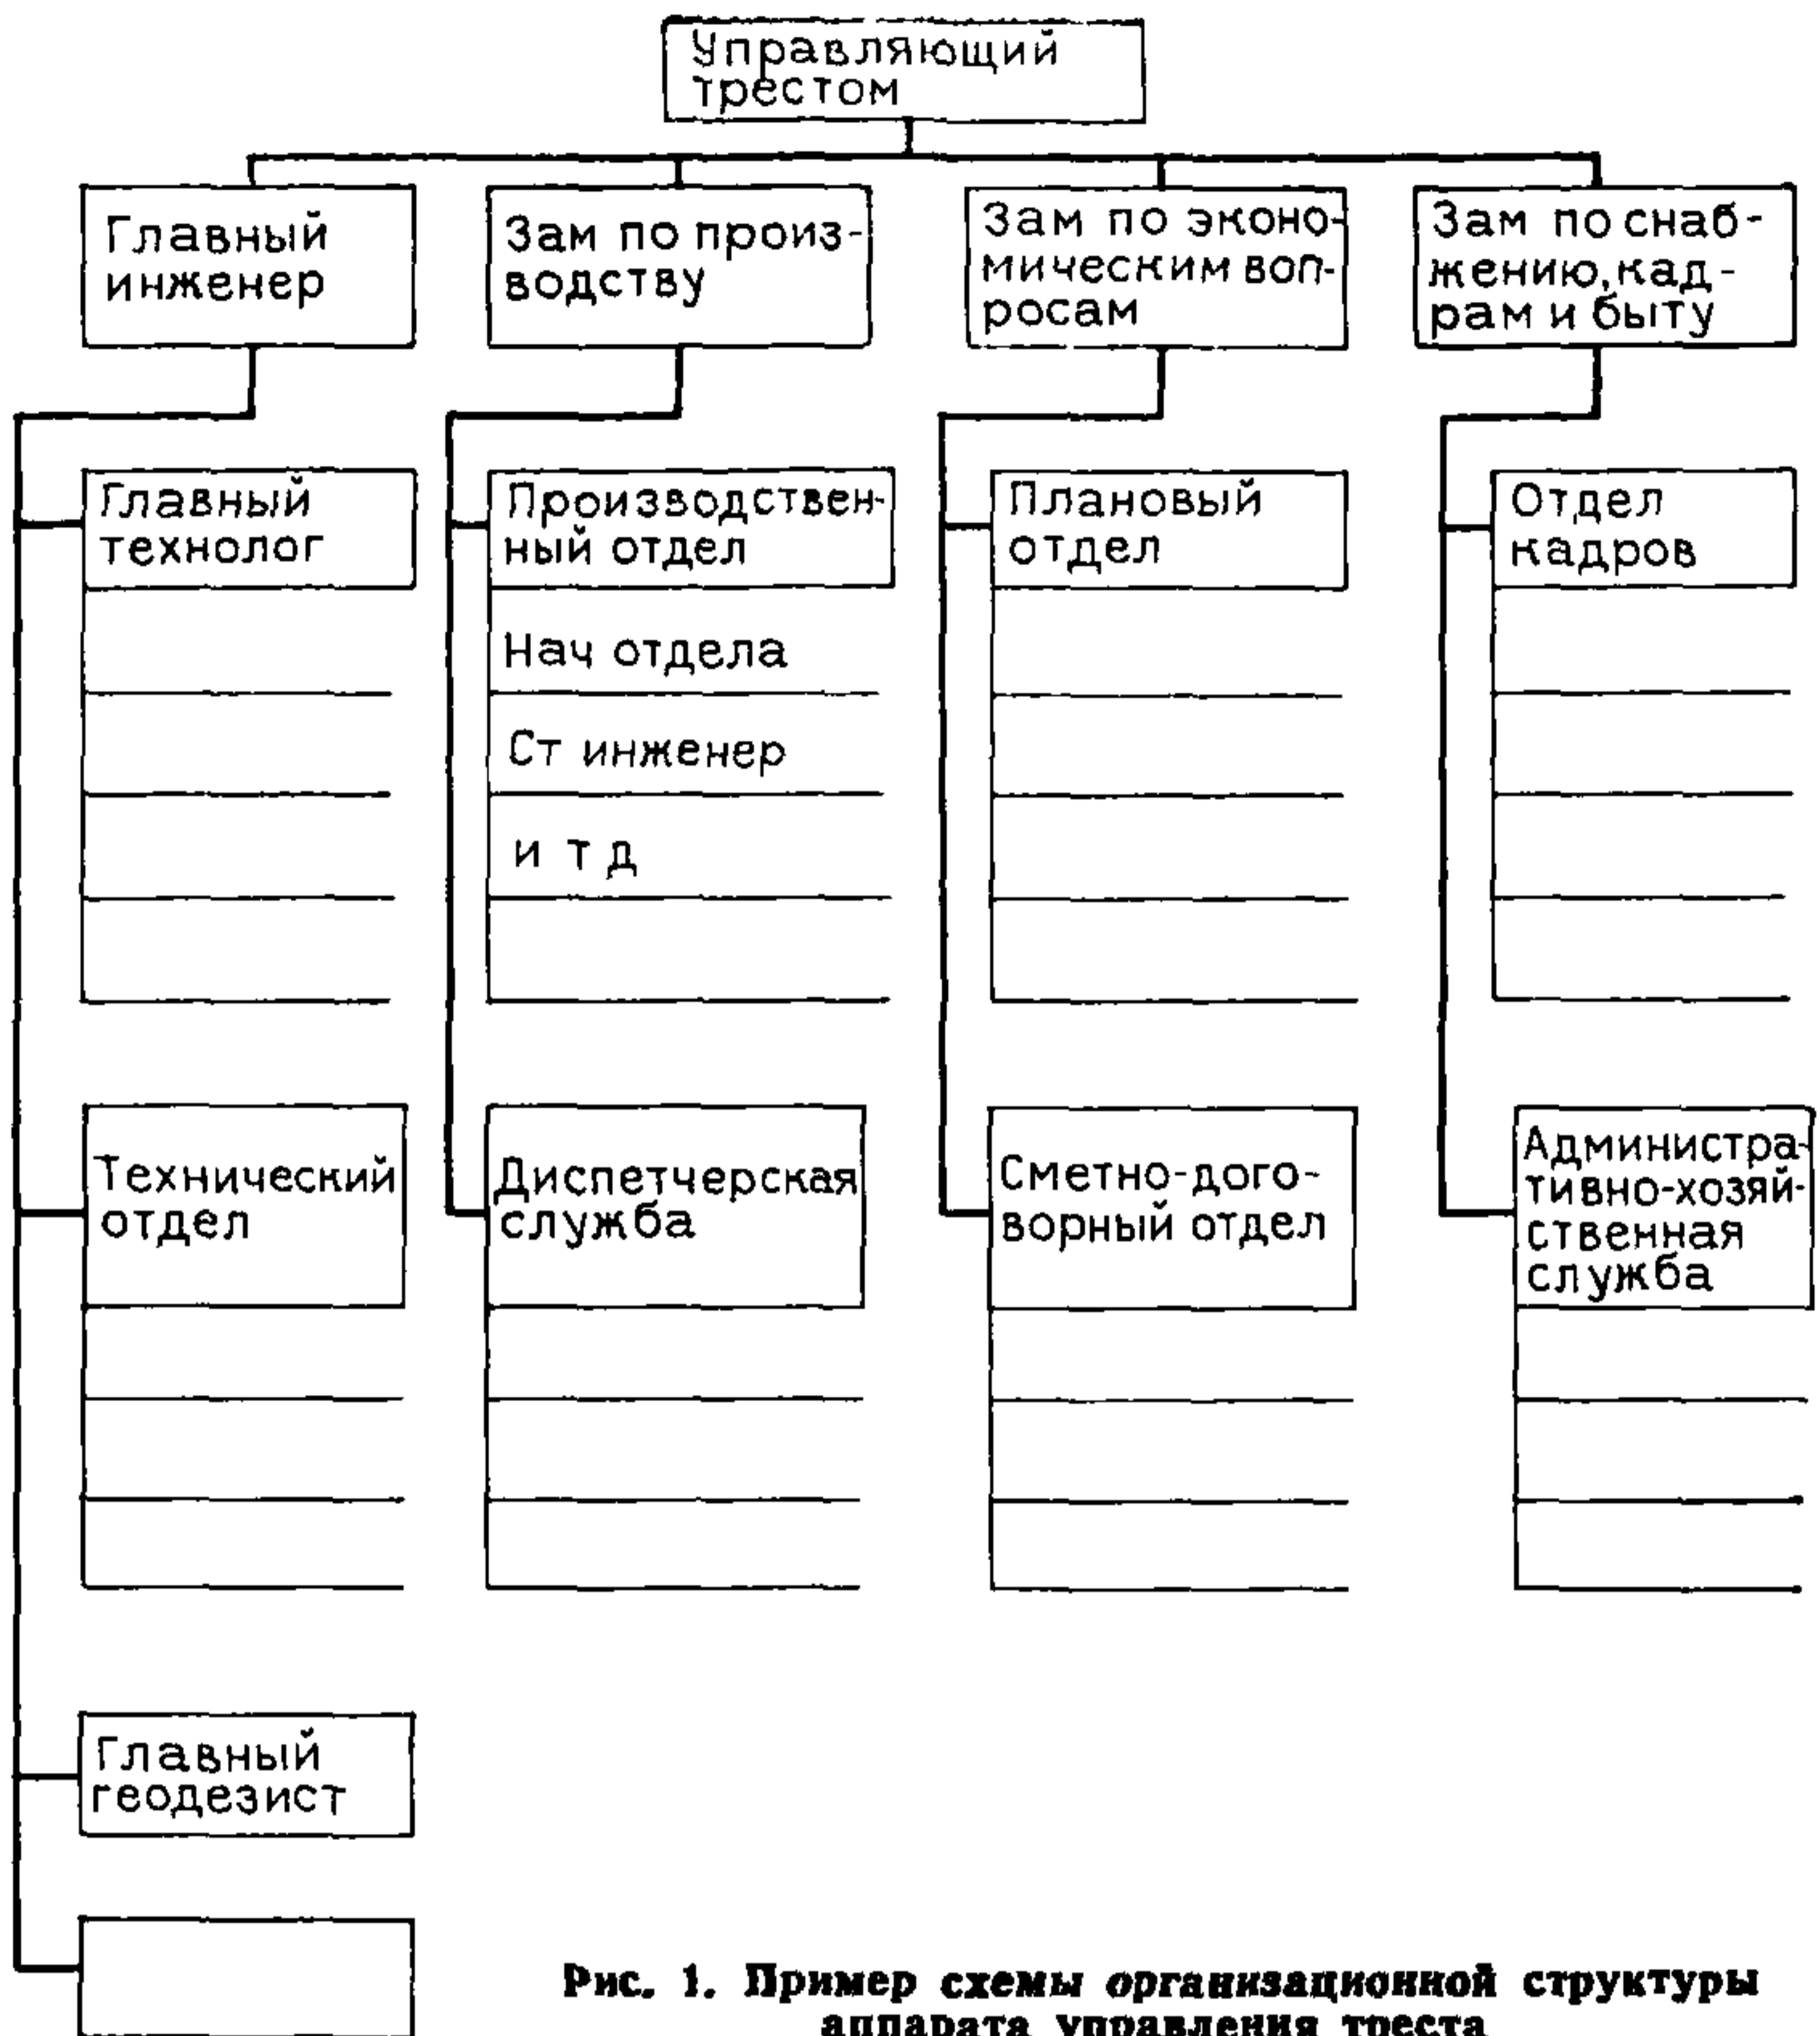 Управляющий
трестом
Главный
инженер
Зам по произ-
водству
Зам по эконо-
мическим воп-
росам
Зам по снаб-
жению, кад-
рам и быту
Главный
технолог
Производствен-
ный отдел
Нач отдела
Ст инженер
и т д
Плановый
отдел
Отдел
кадров
Технический
отдел
Диспетчерская
служба
Сметно-дого-
ворный отдел
Администра-
тивно-хозяй-
ственная
служба
Главный
геодезист
Рис. 1. Пример схемы организационной структуры
аппарата управления треста